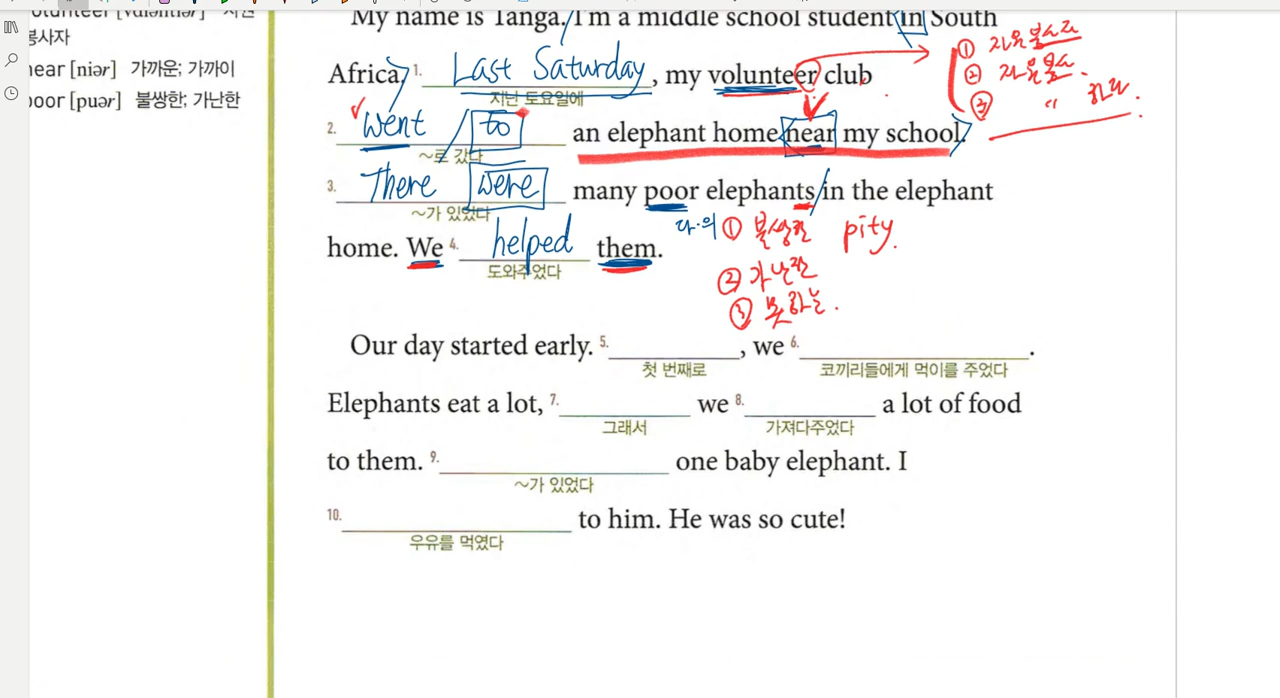 봉사자
near [niər] 가까운; 가까이
poor [puər] 불쌍한; 가난한
My name is Tanga. I'm a middle school student in South
Africa. 1. Last Saturday, my volunteer club
지난 토요일에
2. went to an elephant home near my school.
~로 갔다
3. There were many poor elephants in the elephant
~가 있었다
home. We 4. helped them.
도와주었다
① 자원봉사자
② 자원봉사
③ " 하다
다·의 ① 불쌍한 pity.
② 가난한
③ 못하는.
Our day started early. 5. , we 6. .
첫 번째로 코끼리들에게 먹이를 주었다
Elephants eat a lot, 7. we 8. a lot of food
그래서 가져다주었다
to them. 9. one baby elephant. I
~가 있었다
10. to him. He was so cute!
우유를 먹였다